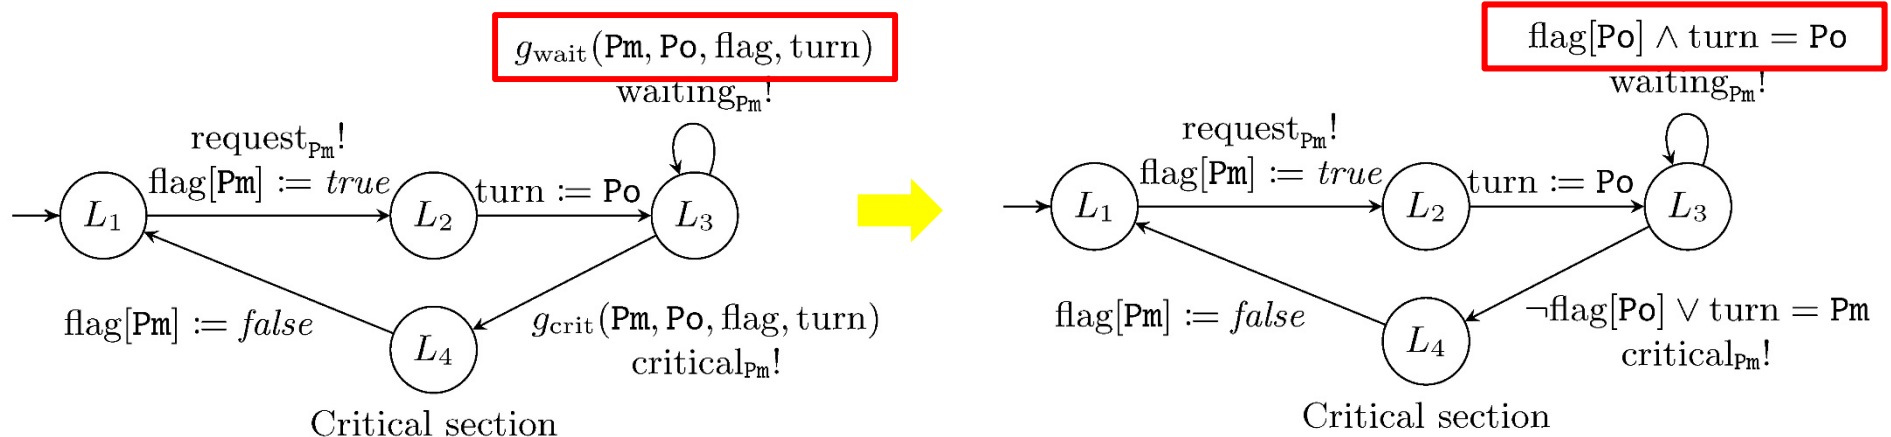 g_wait(Pm, Po, flag, turn)
waiting_Pm!
request_Pm!
flag[Pm] := true
turn := Po
L₁
L₂
L₃
flag[Pm] := false
g_crit(Pm, Po, flag, turn)
critical_Pm!
L₄
Critical section
flag[Po] ∧ turn = Po
waiting_Pm!
request_Pm!
flag[Pm] := true
turn := Po
L₁
L₂
L₃
flag[Pm] := false
¬flag[Po] ∨ turn = Pm
critical_Pm!
L₄
Critical section